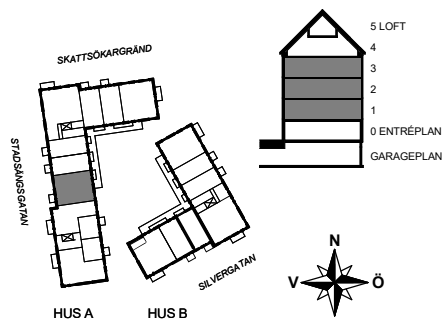 SKATTSÖKARGRÄND
STADSÄNGSGATAN
SILVERGATAN
HUS A
HUS B
5 LOFT
4
3
2
1
0 ENTRÉPLAN
GARAGEPLAN
N
V
Ö